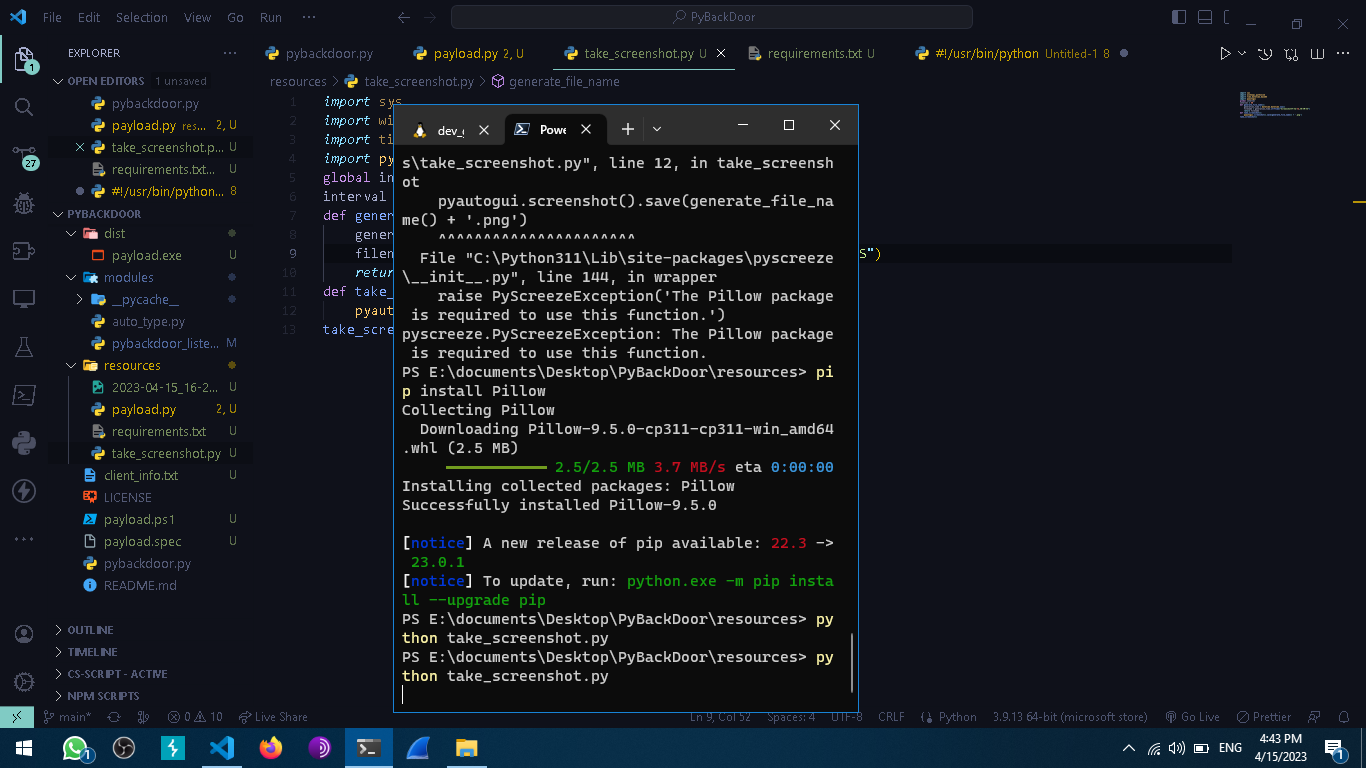 File Edit Selection View Go Run ··· PyBackDoor
EXPLORER ···
OPEN EDITORS 1 unsaved
pybackdoor.py
payload.py res... 2, U
take_screenshot.p... U
requirements.txt... U
#!/usr/bin/python... 8
PYBACKDOOR
dist
payload.exe
modules
__pycache__
auto_type.py
pybackdoor_liste... M
resources
2023-04-15_16-2... U
payload.py 2, U
requirements.txt U
take_screenshot.py U
client_info.txt U
LICENSE
payload.ps1 U
payload.spec U
pybackdoor.py
README.md
OUTLINE
TIMELINE
CS-SCRIPT - ACTIVE
NPM SCRIPTS
1
27
pybackdoor.py payload.py 2, U take_screenshot.py U requirements.txt U #!/usr/bin/python Untitled-1 8
resources > take_screenshot.py > generate_file_name
1 import sys
2 import wi
3 import ti
4 import py
5 global in
6 interval
7 def gener
8 gener
9 filen S")
10 retur
11 def take_
12 pyaut
13 take_scre
dev_g Powe
s\take_screenshot.py", line 12, in take_screensh
ot
pyautogui.screenshot().save(generate_file_na
me() + '.png')
^^^^^^^^^^^^^^^^^^^^^^
File "C:\Python311\Lib\site-packages\pyscreeze
\__init__.py", line 144, in wrapper
raise PyScreezeException('The Pillow package
is required to use this function.')
pyscreeze.PyScreezeException: The Pillow package
is required to use this function.
PS E:\documents\Desktop\PyBackDoor\resources> pi
p install Pillow
Collecting Pillow
Downloading Pillow-9.5.0-cp311-cp311-win_amd64
.whl (2.5 MB)
2.5/2.5 MB 3.7 MB/s eta 0:00:00
Installing collected packages: Pillow
Successfully installed Pillow-9.5.0
[notice] A new release of pip available: 22.3 ->
23.0.1
[notice] To update, run: python.exe -m pip insta
ll --upgrade pip
PS E:\documents\Desktop\PyBackDoor\resources> py
thon take_screenshot.py
PS E:\documents\Desktop\PyBackDoor\resources> py
thon take_screenshot.py
main* 0 10 Live Share Ln 9, Col 52 Spaces: 4 UTF-8 CRLF Python 3.9.13 64-bit (microsoft store) Go Live Prettier
1 ENG 4:43 PM
4/15/2023 1